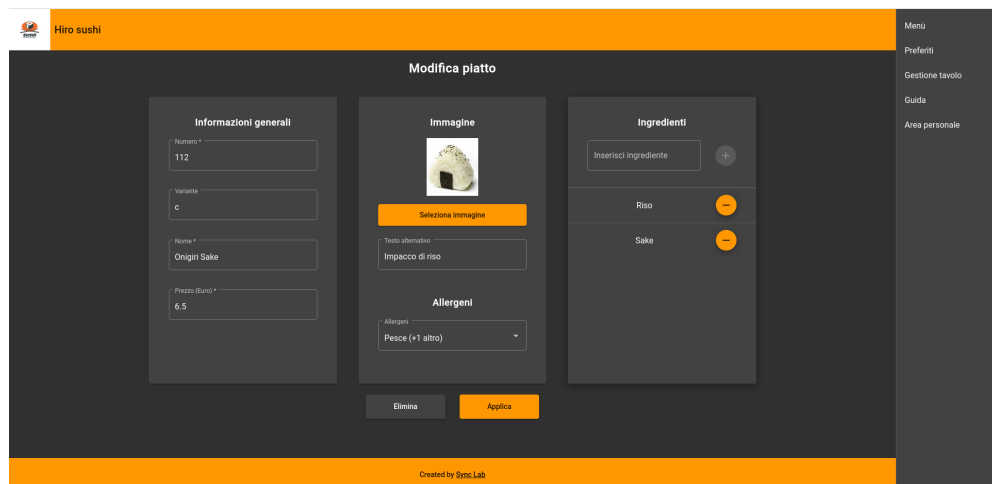 Hiro sushi
Menù
Preferiti
Gestione tavolo
Guida
Area personale
Modifica piatto
Informazioni generali
Numero *
112
Variante
c
Nome *
Onigiri Sake
Prezzo (Euro) *
6.5
Immagine
Seleziona immagine
Testo alternativo
Impacco di riso
Allergeni
Allergeni
Pesce (+1 altro)
Ingredienti
Inserisci ingrediente
+
Riso
−
Sake
−
Elimina
Applica
Created by Sync Lab